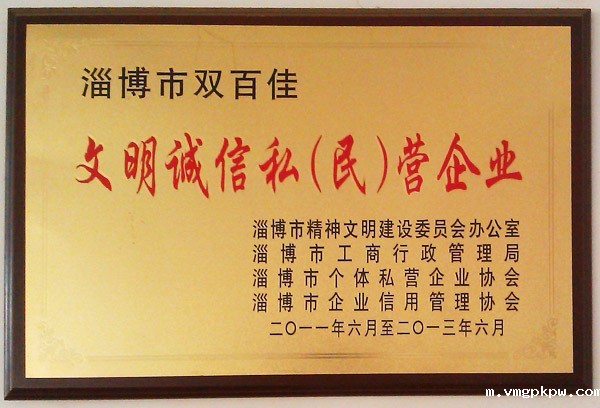 淄博市双百佳
文明诚信私(民)营企业
淄博市精神文明建设委员会办公室
淄博市工商行政管理局
淄博市个体私营企业协会
淄博市企业信用管理协会
二〇一一年六月至二〇一三年六月
m.vmgpkpw.com